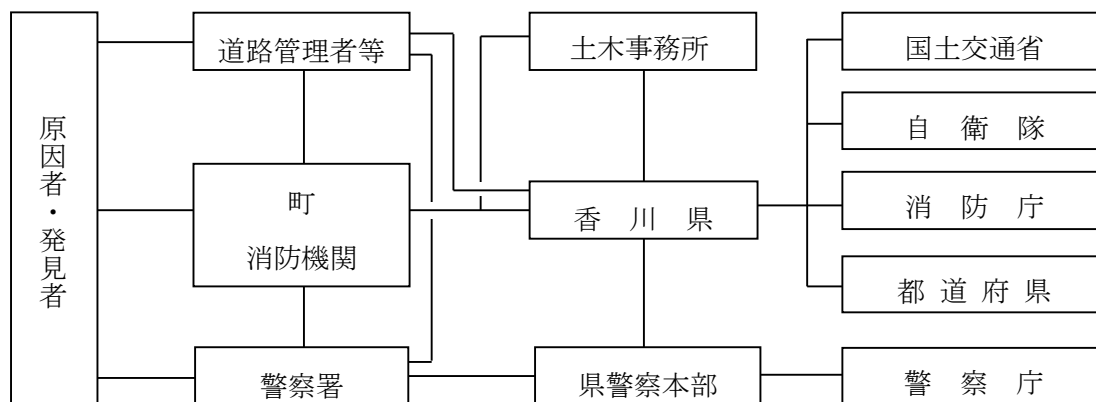 原因者・発見者
道路管理者等
町
消防機関
警察署
土木事務所
香川県
県警察本部
国土交通省
自衛隊
消防庁
都道府県
警察庁